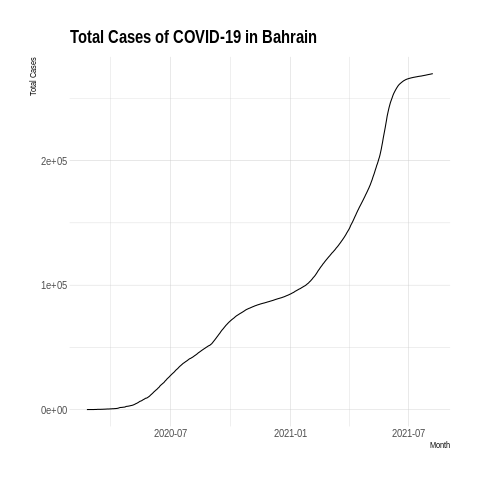 Total Cases of COVID-19 in Bahrain
Total Cases
2e+05
1e+05
0e+00
2020-07 2021-01 2021-07
Month